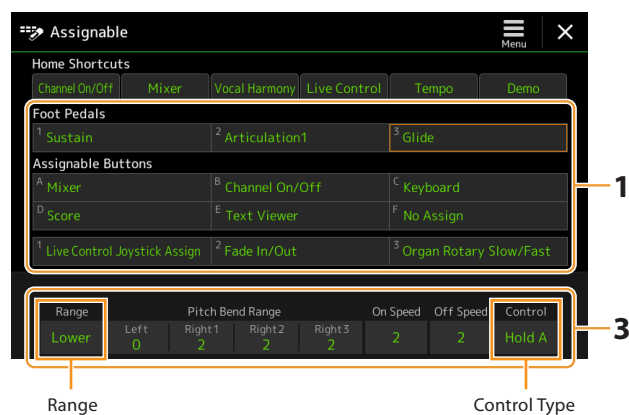 Assignable
Menu
Home Shortcuts
Channel On/Off Mixer Vocal Harmony Live Control Tempo Demo
Foot Pedals
1 Sustain 2 Articulation1 3 Glide
Assignable Buttons
A Mixer B Channel On/Off C Keyboard
1
D Score E Text Viewer F No Assign
1 Live Control Joystick Assign 2 Fade In/Out 3 Organ Rotary Slow/Fast
Range Pitch Bend Range On Speed Off Speed Control
Left Right1 Right2 Right3
3
Lower 0 2 2 2 2 2 Hold A
Range Control Type